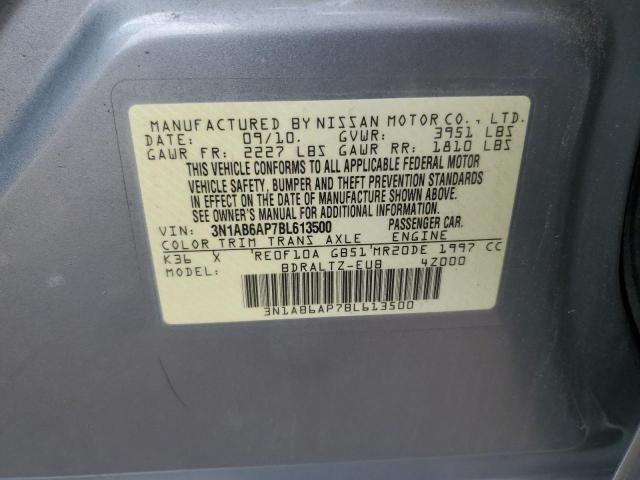 MANUFACTURED BY NISSAN MOTOR CO., LTD.
DATE: 09/10. GVWR: 3951 LBS
GAWR FR: 2227 LBS GAWR RR: 1810 LBS
THIS VEHICLE CONFORMS TO ALL APPLICABLE FEDERAL MOTOR
VEHICLE SAFETY, BUMPER AND THEFT PREVENTION STANDARDS
IN EFFECT ON THE DATE OF MANUFACTURE SHOWN ABOVE.
SEE OWNER'S MANUAL FOR ADDITIONAL INFORMATION.
VIN: 3N1AB6AP7BL613500 PASSENGER CAR.
COLOR TRIM TRANS AXLE ENGINE
K36 X 'RE0F10A GB51'MR20DE 1997 CC
MODEL: BDRALTZ-EUB 4Z000
3N1AB6AP7BL613500